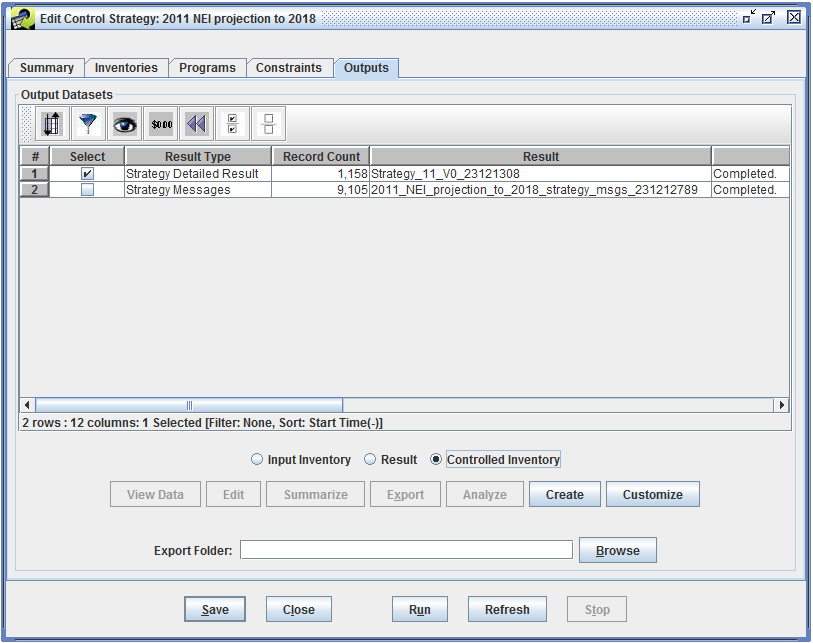 Edit Control Strategy: 2011 NEI projection to 2018
Summary Inventories Programs Constraints Outputs
Output Datasets
$0.00
# Select Result Type Record Count Result
1 Strategy Detailed Result 1,158 Strategy_11_V0_23121308 Completed.
2 Strategy Messages 9,105 2011_NEI_projection_to_2018_strategy_msgs_231212789 Completed.
2 rows : 12 columns: 1 Selected [Filter: None, Sort: Start Time(-)]
Input Inventory Result Controlled Inventory
View Data Edit Summarize Export Analyze Create Customize
Export Folder: Browse
Save Close Run Refresh Stop